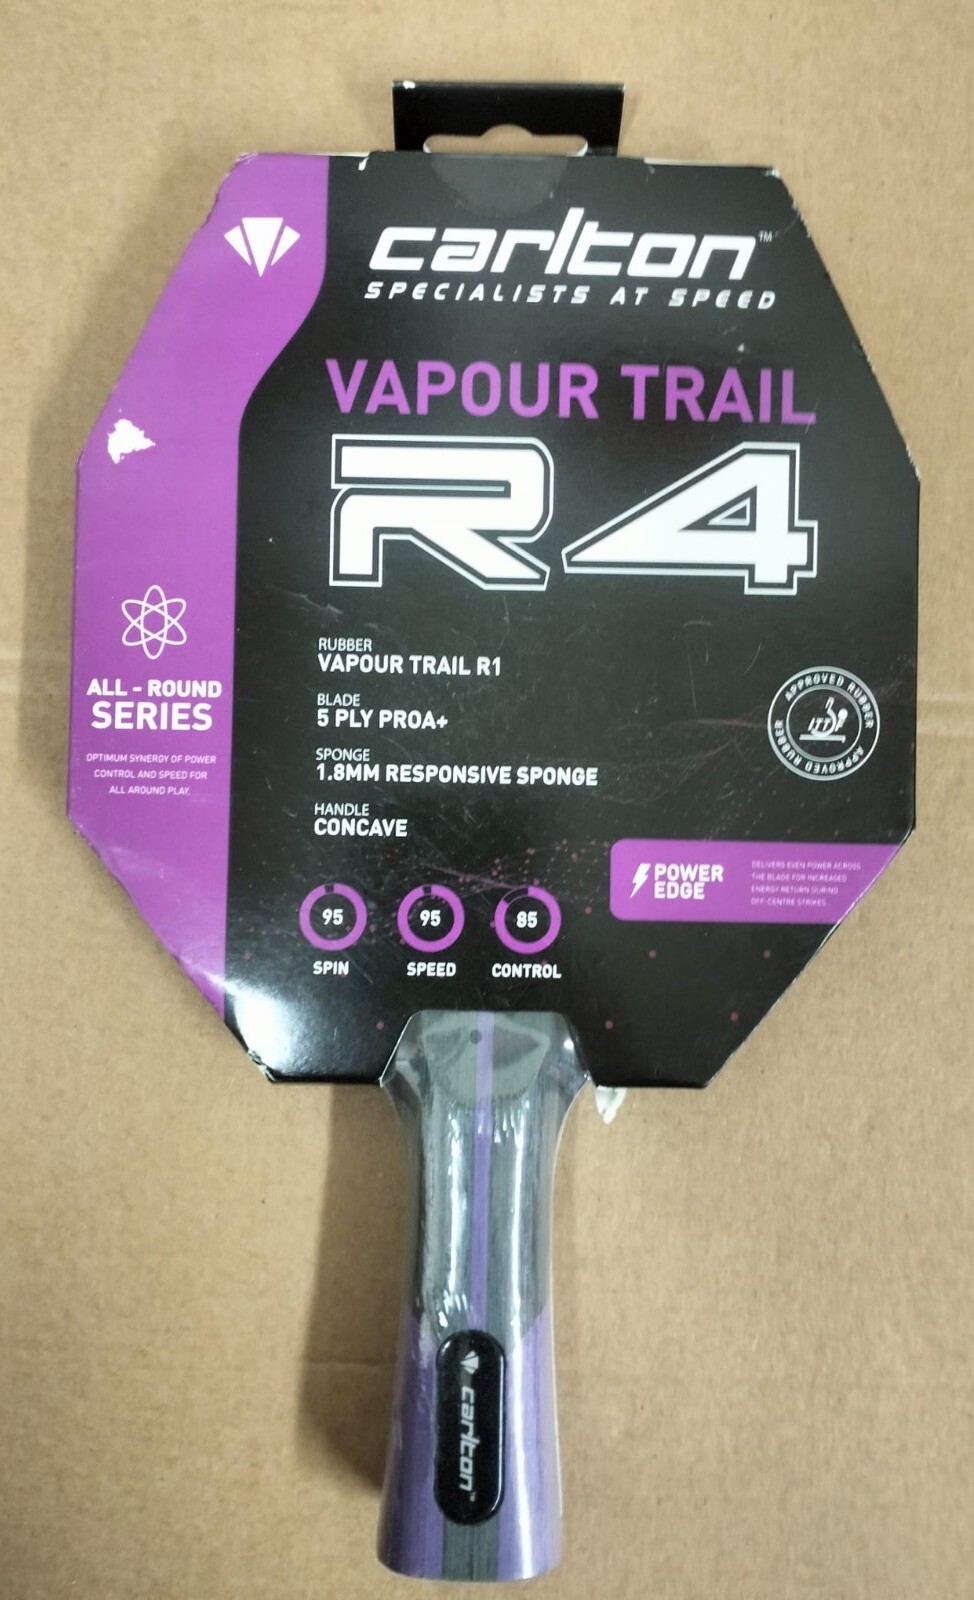 carlton™
SPECIALISTS AT SPEED
VAPOUR TRAIL
R4
RUBBER
VAPOUR TRAIL R1
BLADE
5 PLY PROA+
SPONGE
1.8MM RESPONSIVE SPONGE
HANDLE
CONCAVE
95
SPIN
95
SPEED
85
CONTROL
ALL - ROUND
SERIES
OPTIMUM SYNERGY OF POWER
CONTROL AND SPEED FOR
ALL AROUND PLAY.
APPROVED RUBBER
ITTF
APPROVED RUBBER
POWER
EDGE
DELIVERS EVEN POWER ACROSS
THE BLADE FOR INCREASED
ENERGY RETURN DURING
OFF-CENTRE STRIKES
carlton™